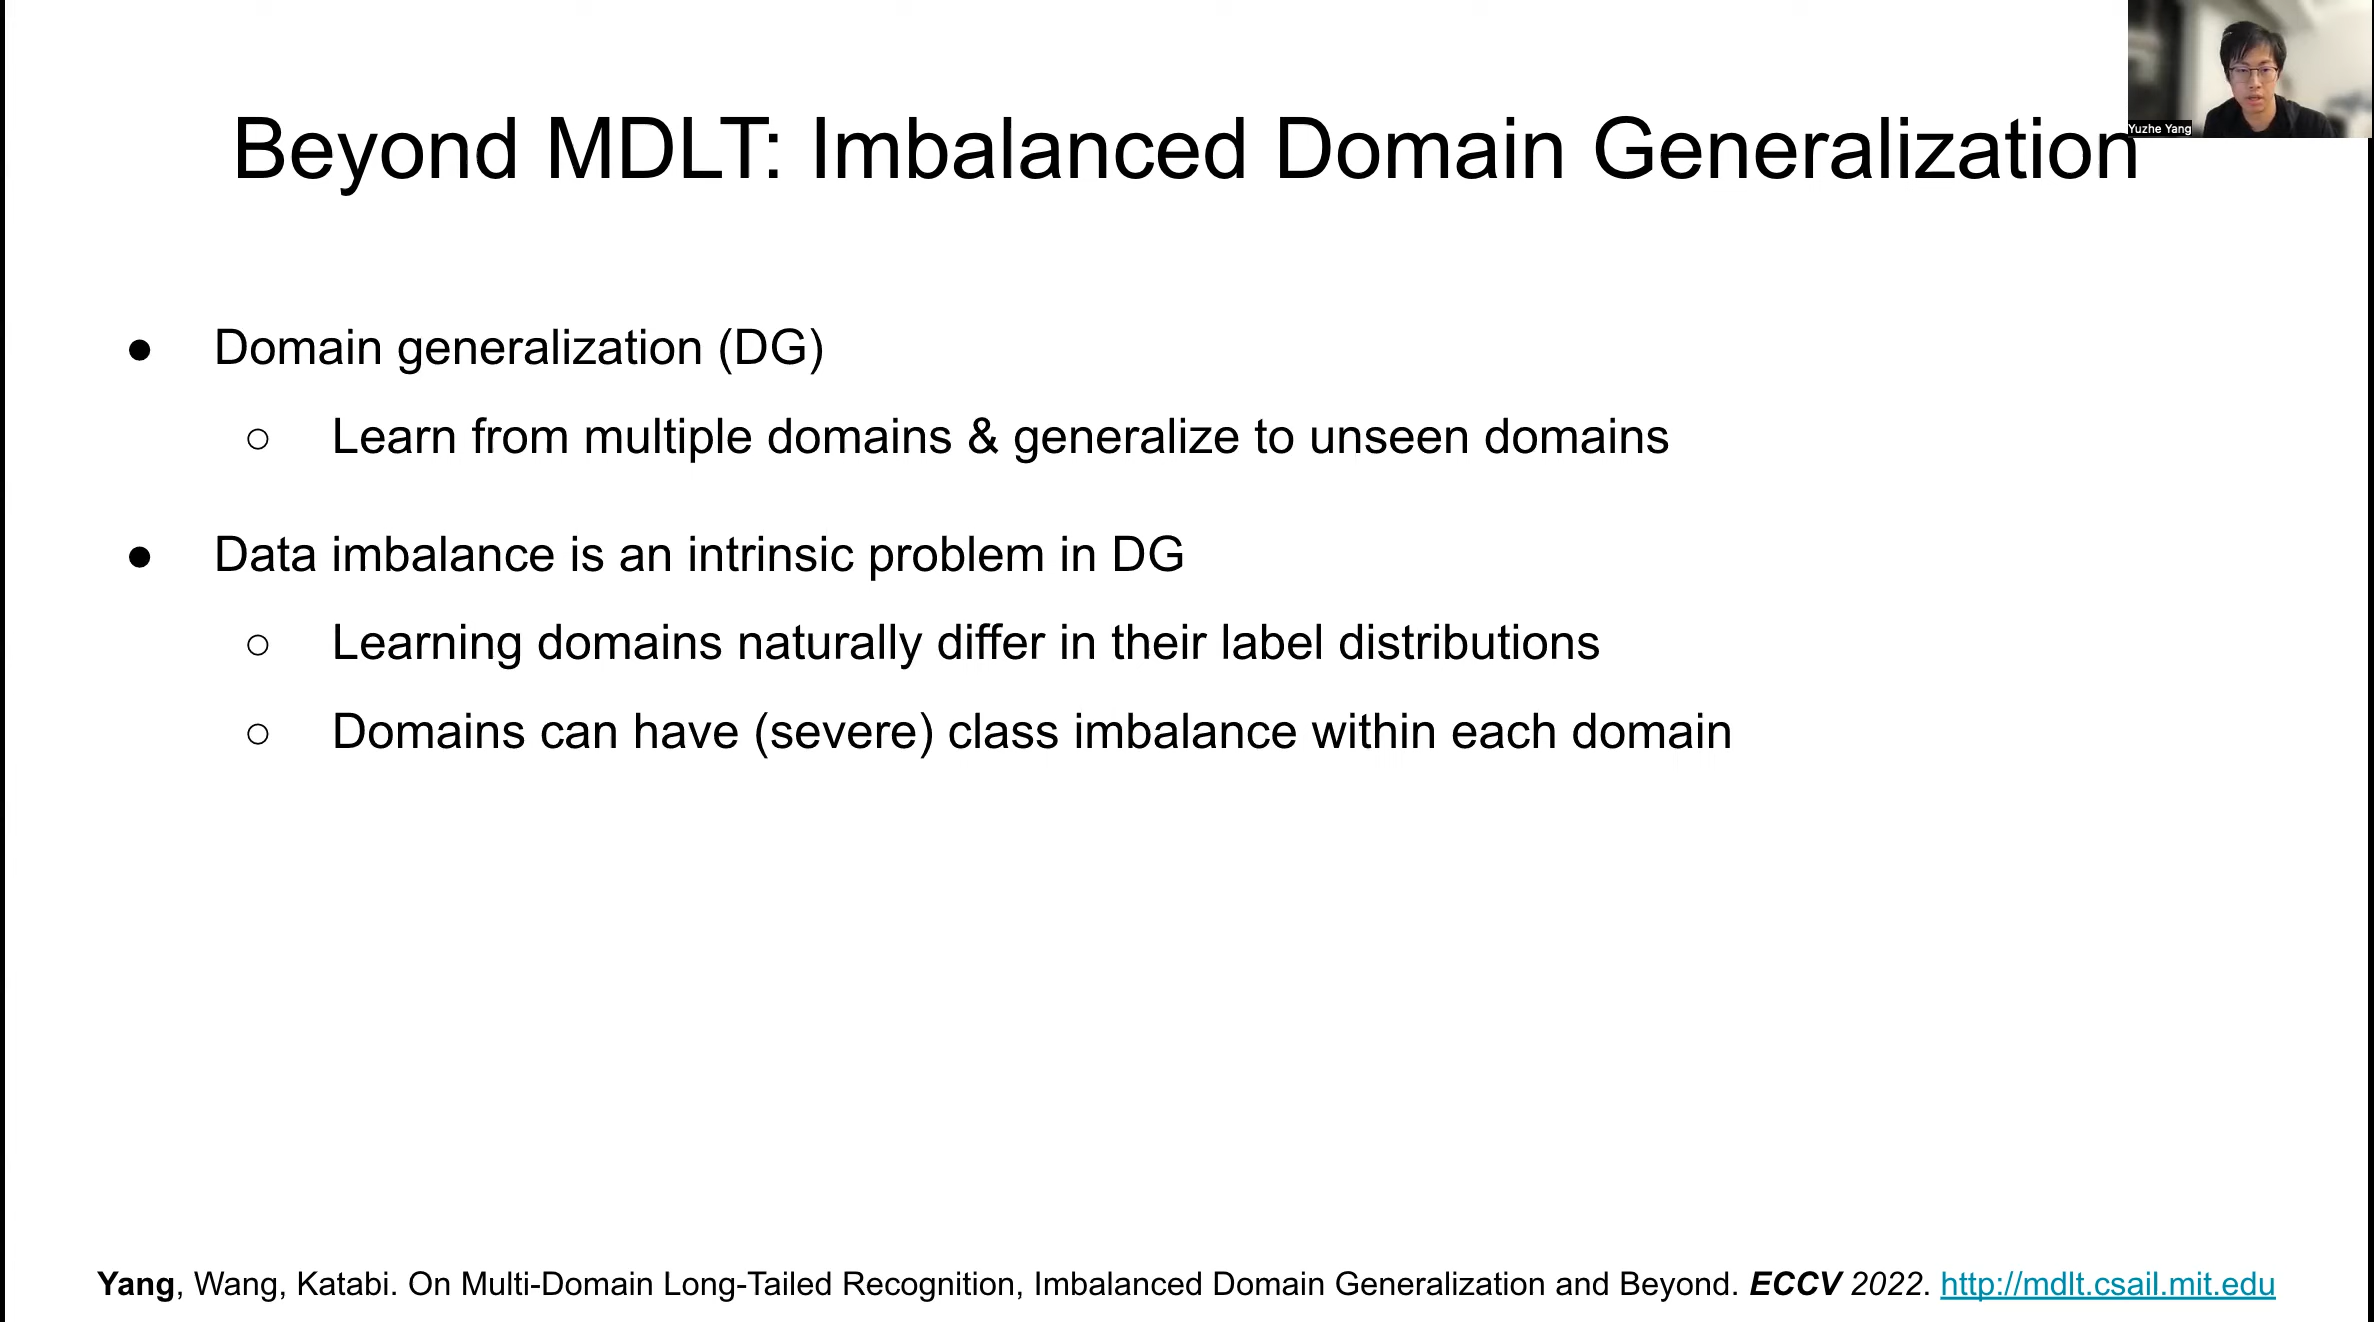 Yuzhe Yang
Beyond MDLT: Imbalanced Domain Generalization
● Domain generalization (DG)
○ Learn from multiple domains & generalize to unseen domains
● Data imbalance is an intrinsic problem in DG
○ Learning domains naturally differ in their label distributions
○ Domains can have (severe) class imbalance within each domain
Yang, Wang, Katabi. On Multi-Domain Long-Tailed Recognition, Imbalanced Domain Generalization and Beyond. ECCV 2022. http://mdlt.csail.mit.edu